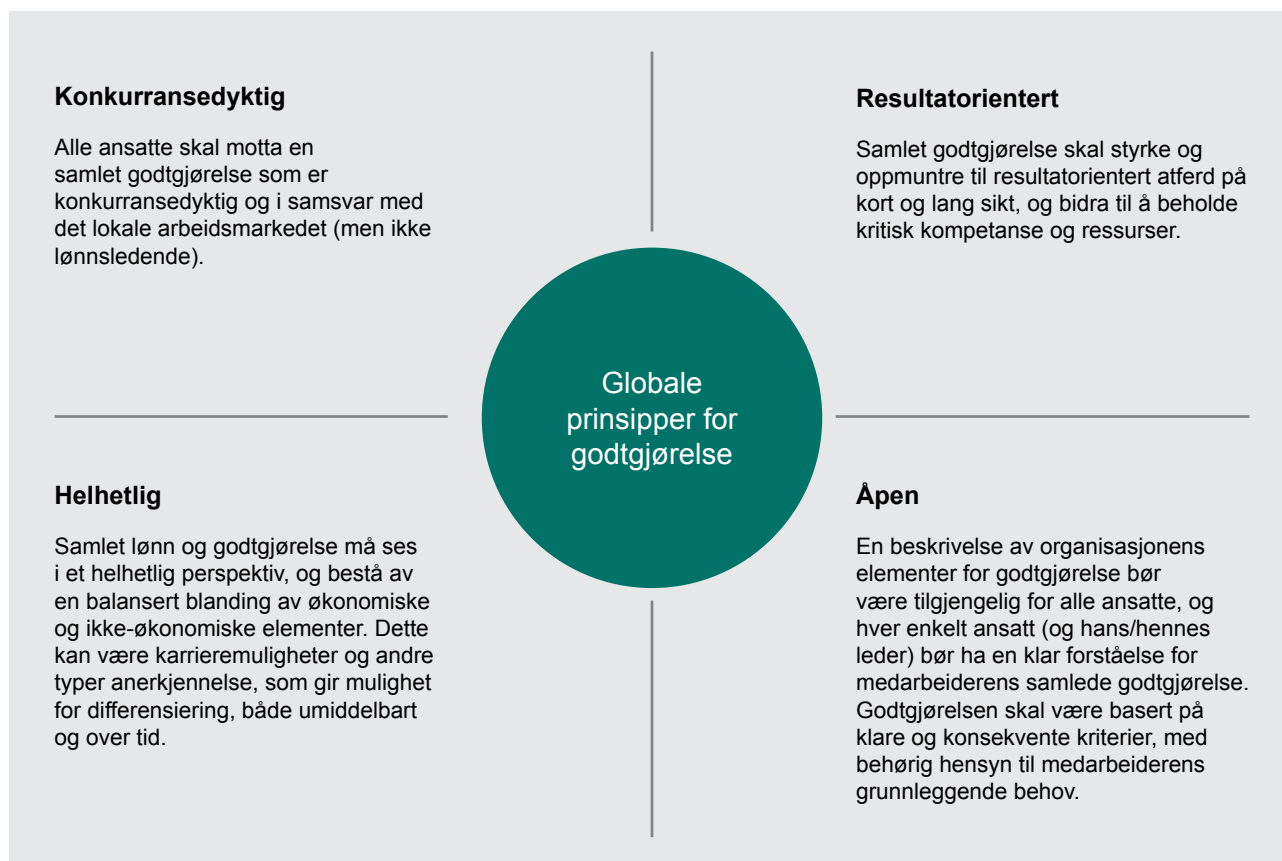 Konkurransedyktig
Alle ansatte skal motta en
samlet godtgjørelse som er
konkurransedyktig og i samsvar med
det lokale arbeidsmarkedet (men ikke
lønnsledende).
Resultatorientert
Samlet godtgjørelse skal styrke og
oppmuntre til resultatorientert atferd på
kort og lang sikt, og bidra til å beholde
kritisk kompetanse og ressurser.
Globale
prinsipper for
godtgjørelse
Helhetlig
Samlet lønn og godtgjørelse må ses
i et helhetlig perspektiv, og bestå av
en balansert blanding av økonomiske
og ikke-økonomiske elementer. Dette
kan være karrieremuligheter og andre
typer anerkjennelse, som gir mulighet
for differensiering, både umiddelbart
og over tid.
Åpen
En beskrivelse av organisasjonens
elementer for godtgjørelse bør
være tilgjengelig for alle ansatte, og
hver enkelt ansatt (og hans/hennes
leder) bør ha en klar forståelse for
medarbeiderens samlede godtgjørelse.
Godtgjørelsen skal være basert på
klare og konsekvente kriterier, med
behørig hensyn til medarbeiderens
grunnleggende behov.